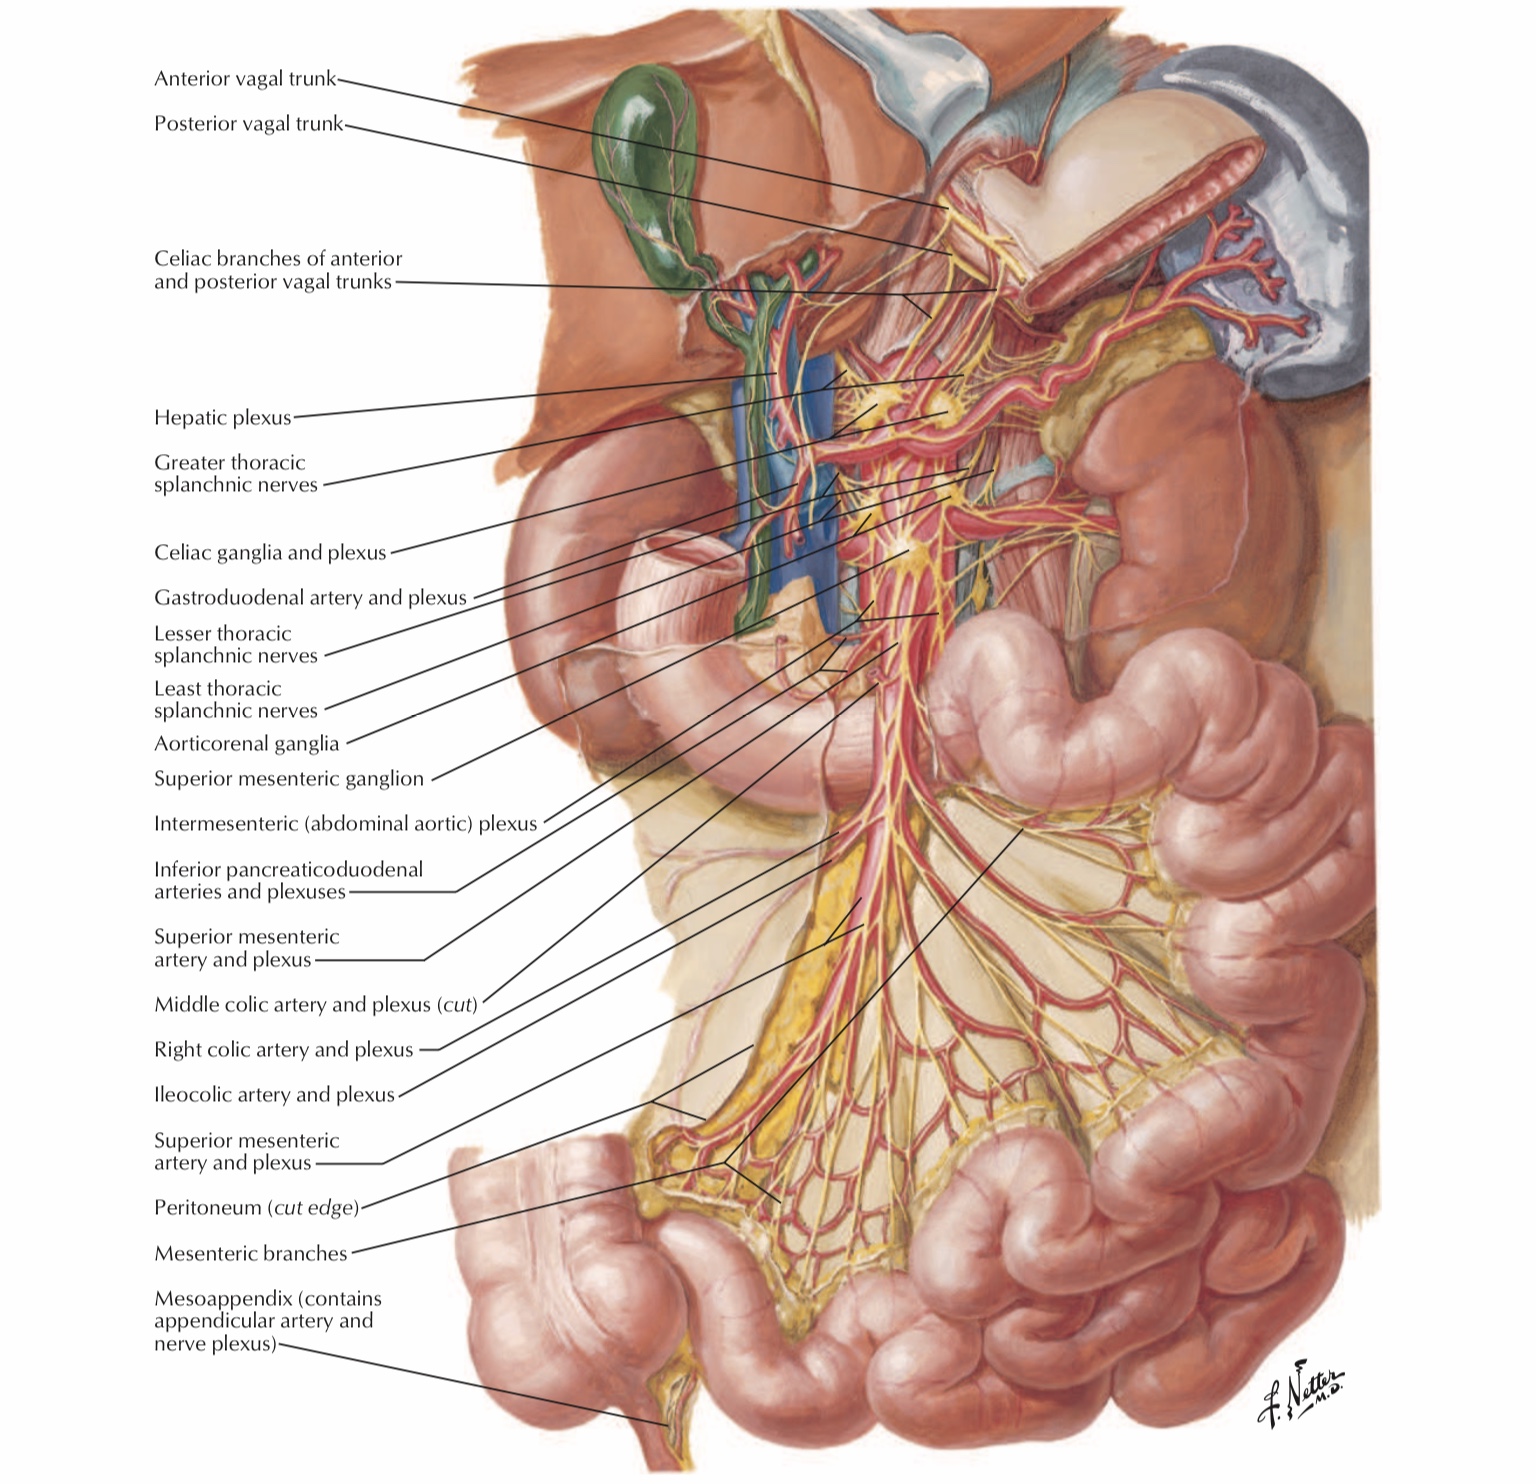 Anterior vagal trunk
Posterior vagal trunk
Celiac branches of anterior
and posterior vagal trunks
Hepatic plexus
Greater thoracic
splanchnic nerves
Celiac ganglia and plexus
Gastroduodenal artery and plexus
Lesser thoracic
splanchnic nerves
Least thoracic
splanchnic nerves
Aorticorenal ganglia
Superior mesenteric ganglion
Intermesenteric (abdominal aortic) plexus
Inferior pancreaticoduodenal
arteries and plexuses
Superior mesenteric
artery and plexus
Middle colic artery and plexus (cut)
Right colic artery and plexus
Ileocolic artery and plexus
Superior mesenteric
artery and plexus
Peritoneum (cut edge)
Mesenteric branches
Mesoappendix (contains
appendicular artery and
nerve plexus)
F. Netter
M.D.